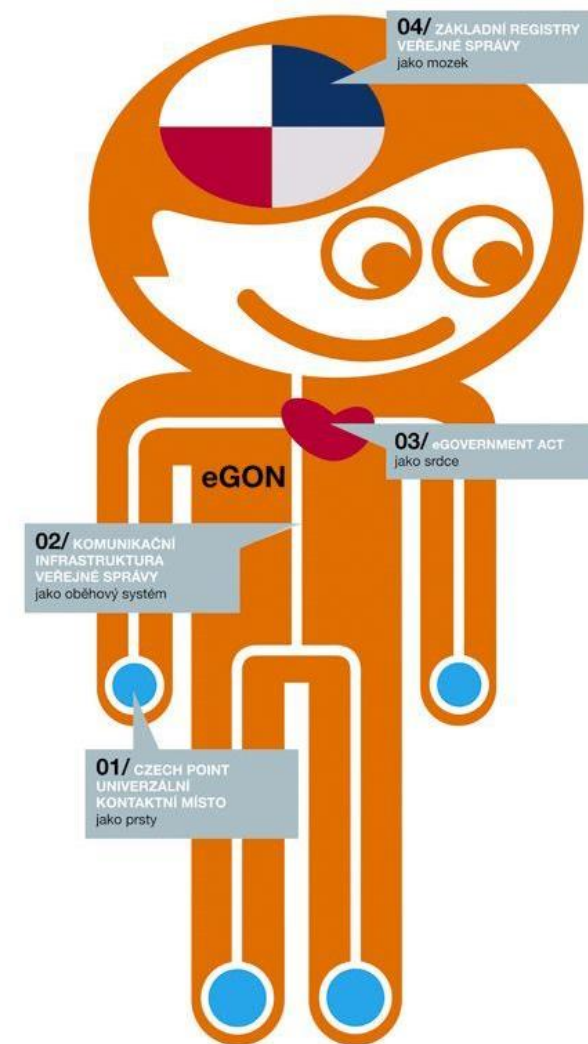 04/ ZÁKLADNÍ REGISTRY
VEŘEJNÉ SPRÁVY
jako mozek
03/ eGOVERNMENT ACT
jako srdce
eGON
02/ KOMUNIKAČNÍ
INFRASTRUKTURA
VEŘEJNÉ SPRÁVY
jako oběhový systém
01/ CZECH POINT
UNIVERZÁLNÍ
KONTAKTNÍ MÍSTO
jako prsty